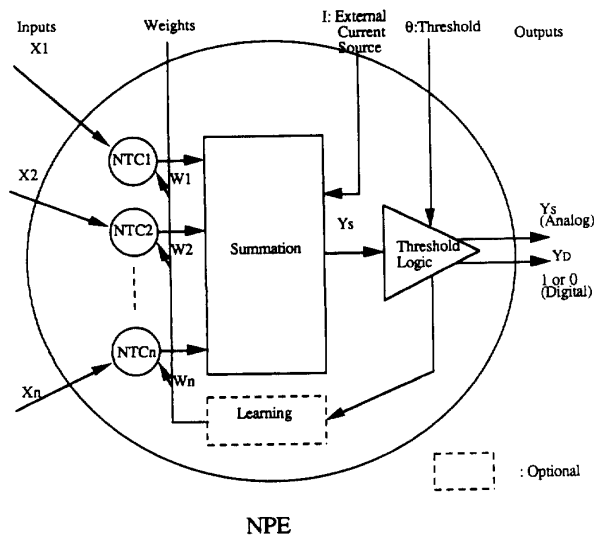 Inputs
Weights
I: External
Current
Source
θ:Threshold
Outputs
X1
NTC1
W1
X2
NTC2
W2
Summation
Ys
Threshold
Logic
Ys
(Analog)
YD
1 or 0
(Digital)
NTCn
Wn
Xn
Learning
: Optional
NPE